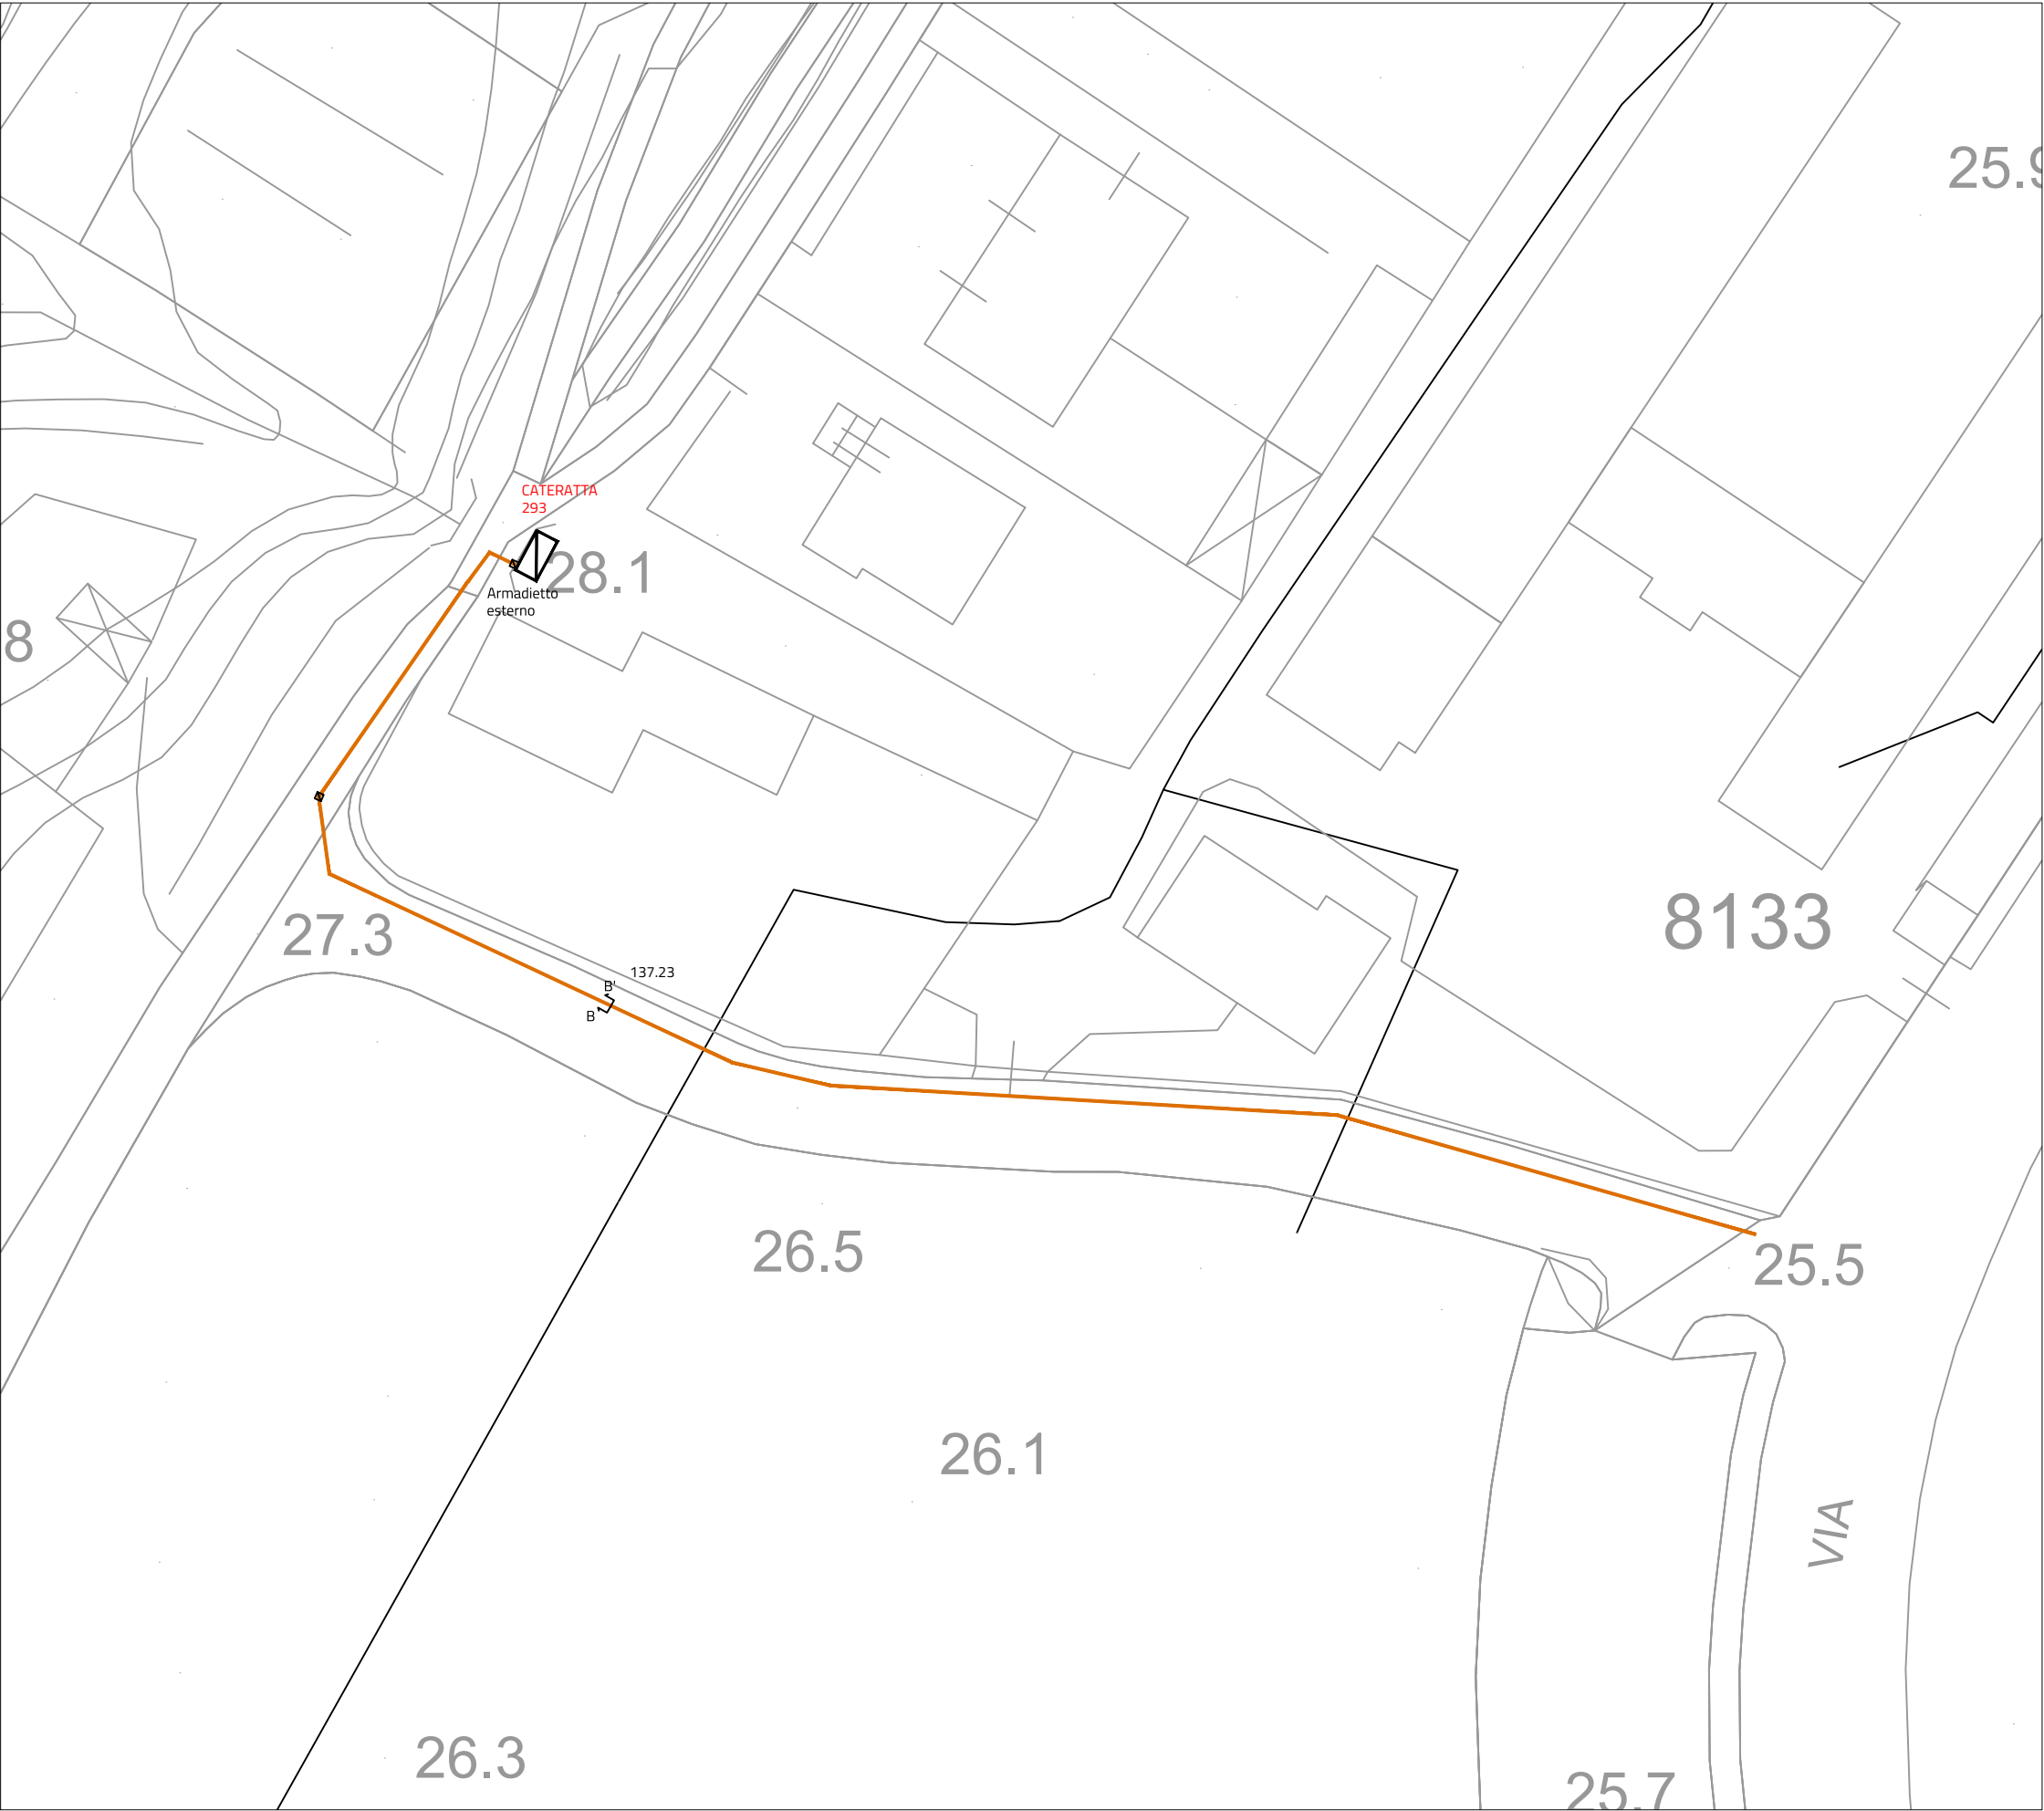 25.9
CATERATTA
293
28.1
Armadietto
esterno
8
8133
27.3
137.23
B'
B
26.5
25.5
26.1
VIA
26.3
25.7